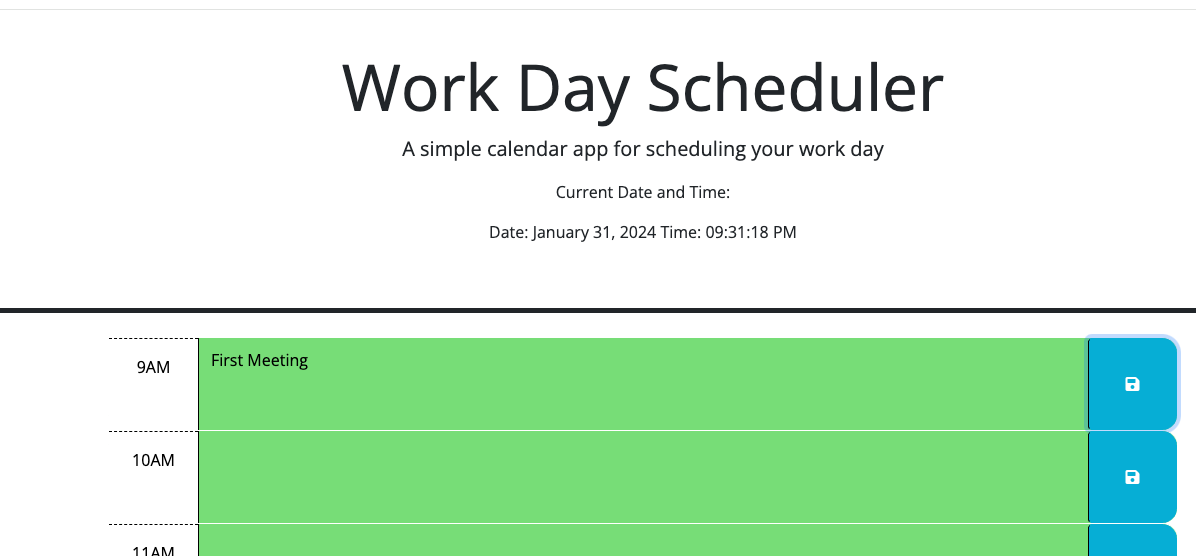 Work Day Scheduler
A simple calendar app for scheduling your work day
Current Date and Time:
Date: January 31, 2024 Time: 09:31:18 PM
9AM
First Meeting
10AM
11AM